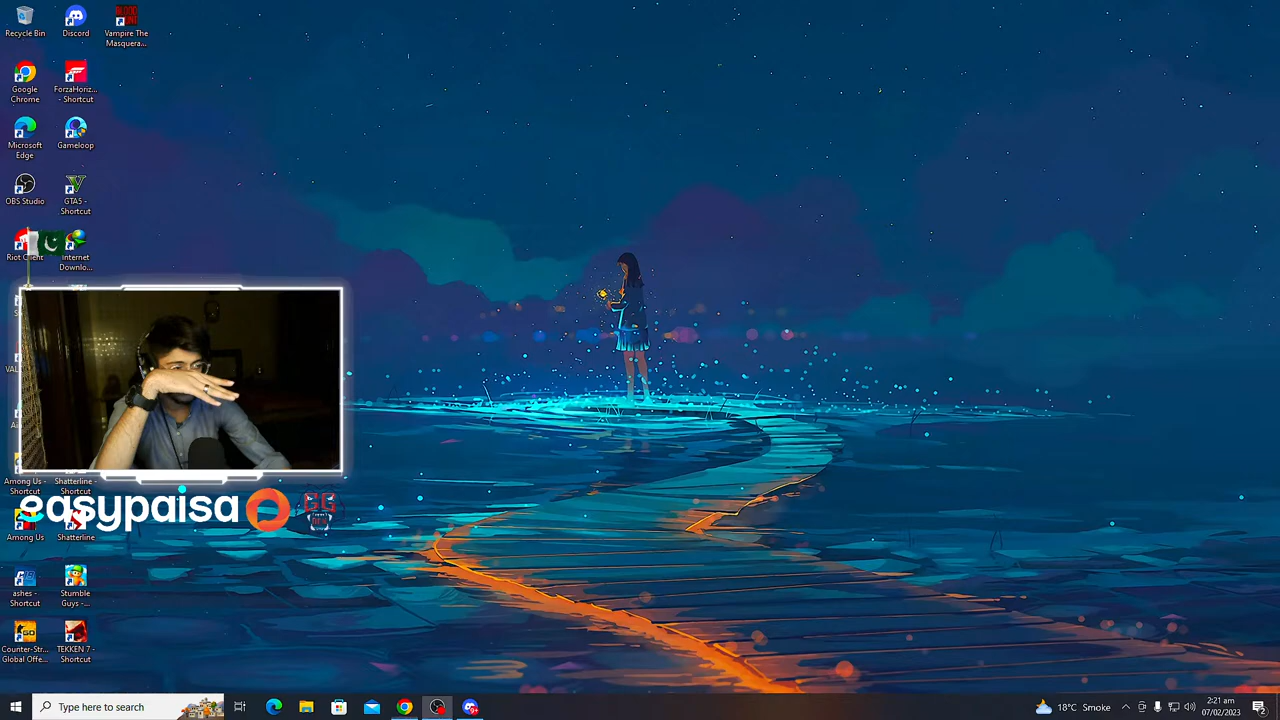 Recycle Bin
Discord
Vampire The
Masquera...
Google
Chrome
ForzaHoriz...
- Shortcut
Microsoft
Edge
Gameloop
OBS Studio
GTA5 -
Shortcut
Riot Client
Internet
Downlo...
Among Us -
Shortcut
Shatterline -
Shortcut
easypaisa
Among Us
Shatterline
ashes -
Shortcut
Stumble
Guys -...
Counter-Str...
Global Offe...
TEKKEN 7 -
Shortcut
Type here to search
18°C Smoke
2:21 am
07/02/2023